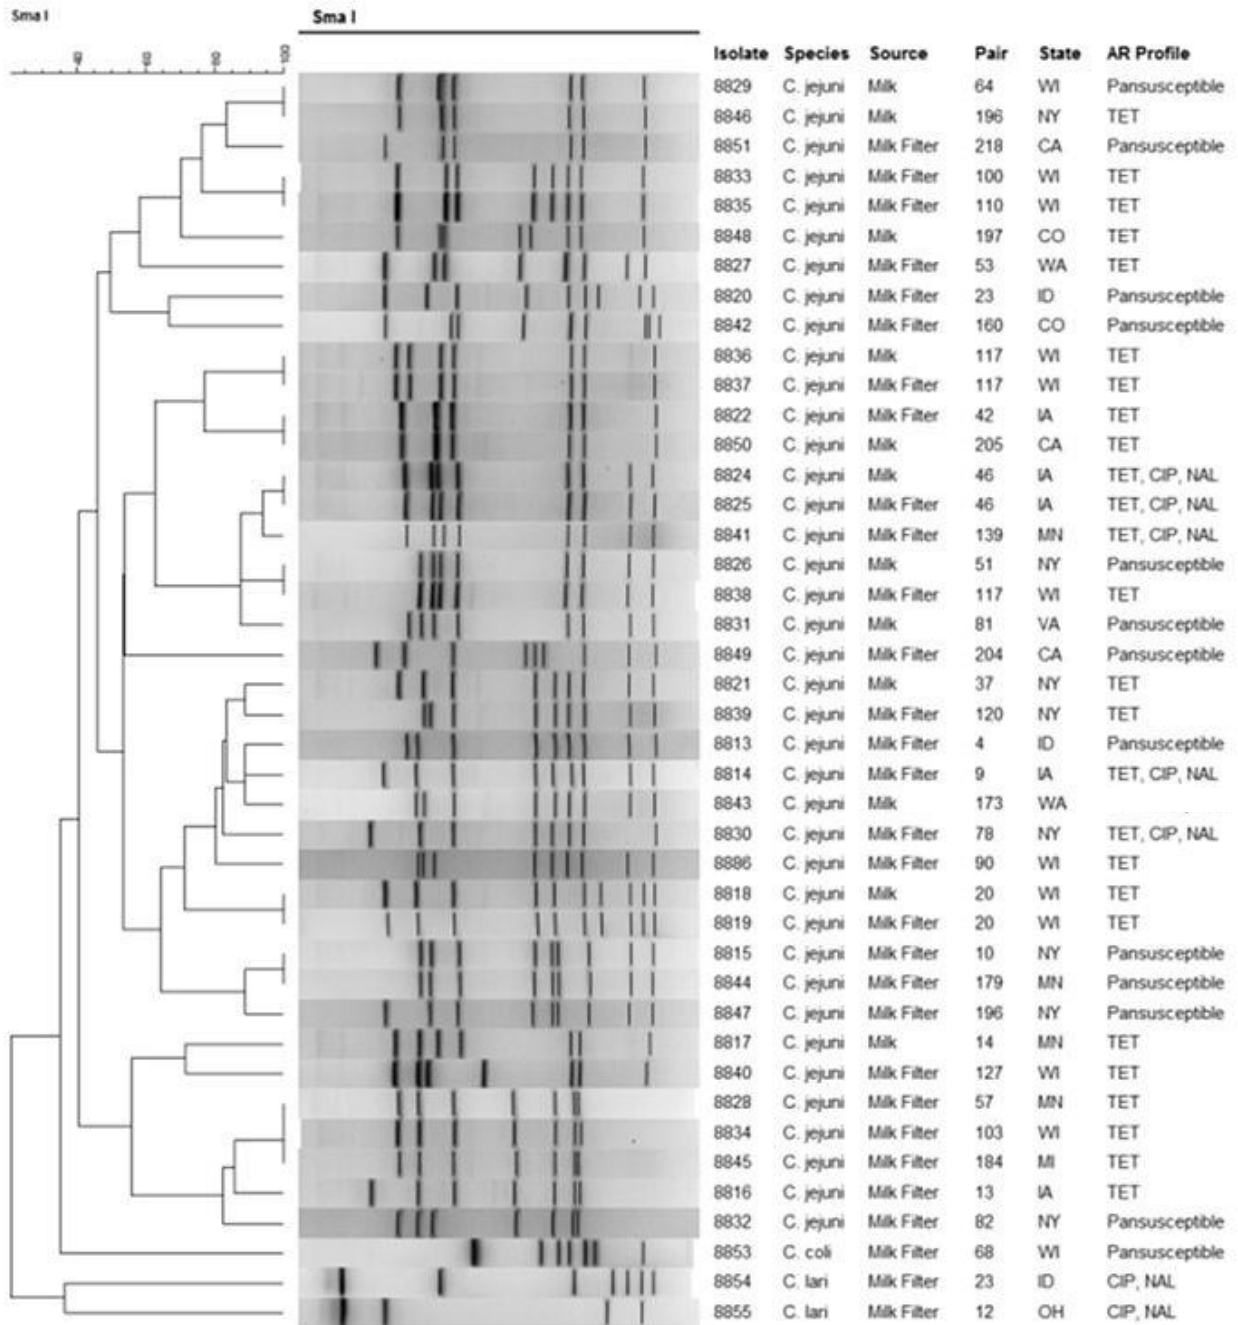 Sma I
Sma I
40 60 80 100
Isolate Species Source Pair State AR Profile
8829 C. jejuni Milk 64 WI Pansusceptible
8846 C. jejuni Milk 196 NY TET
8851 C. jejuni Milk Filter 218 CA Pansusceptible
8833 C. jejuni Milk Filter 100 WI TET
8835 C. jejuni Milk Filter 110 WI TET
8848 C. jejuni Milk 197 CO TET
8827 C. jejuni Milk Filter 53 WA TET
8820 C. jejuni Milk Filter 23 ID Pansusceptible
8842 C. jejuni Milk Filter 160 CO Pansusceptible
8836 C. jejuni Milk 117 WI TET
8837 C. jejuni Milk Filter 117 WI TET
8822 C. jejuni Milk Filter 42 IA TET
8850 C. jejuni Milk 205 CA TET
8824 C. jejuni Milk 46 IA TET, CIP, NAL
8825 C. jejuni Milk Filter 46 IA TET, CIP, NAL
8841 C. jejuni Milk Filter 139 MN TET, CIP, NAL
8826 C. jejuni Milk 51 NY Pansusceptible
8838 C. jejuni Milk Filter 117 WI TET
8831 C. jejuni Milk 81 VA Pansusceptible
8849 C. jejuni Milk Filter 204 CA Pansusceptible
8821 C. jejuni Milk 37 NY TET
8839 C. jejuni Milk Filter 120 NY TET
8813 C. jejuni Milk Filter 4 ID Pansusceptible
8814 C. jejuni Milk Filter 9 IA TET, CIP, NAL
8843 C. jejuni Milk 173 WA
8830 C. jejuni Milk Filter 78 NY TET, CIP, NAL
8886 C. jejuni Milk Filter 90 WI TET
8818 C. jejuni Milk 20 WI TET
8819 C. jejuni Milk Filter 20 WI TET
8815 C. jejuni Milk Filter 10 NY Pansusceptible
8844 C. jejuni Milk Filter 179 MN Pansusceptible
8847 C. jejuni Milk Filter 196 NY Pansusceptible
8817 C. jejuni Milk 14 MN TET
8840 C. jejuni Milk Filter 127 WI TET
8828 C. jejuni Milk Filter 57 MN TET
8834 C. jejuni Milk Filter 103 WI TET
8845 C. jejuni Milk Filter 184 MI TET
8816 C. jejuni Milk Filter 13 IA TET
8832 C. jejuni Milk Filter 82 NY Pansusceptible
8853 C. coli Milk Filter 68 WI Pansusceptible
8854 C. lari Milk Filter 23 ID CIP, NAL
8855 C. lari Milk Filter 12 OH CIP, NAL